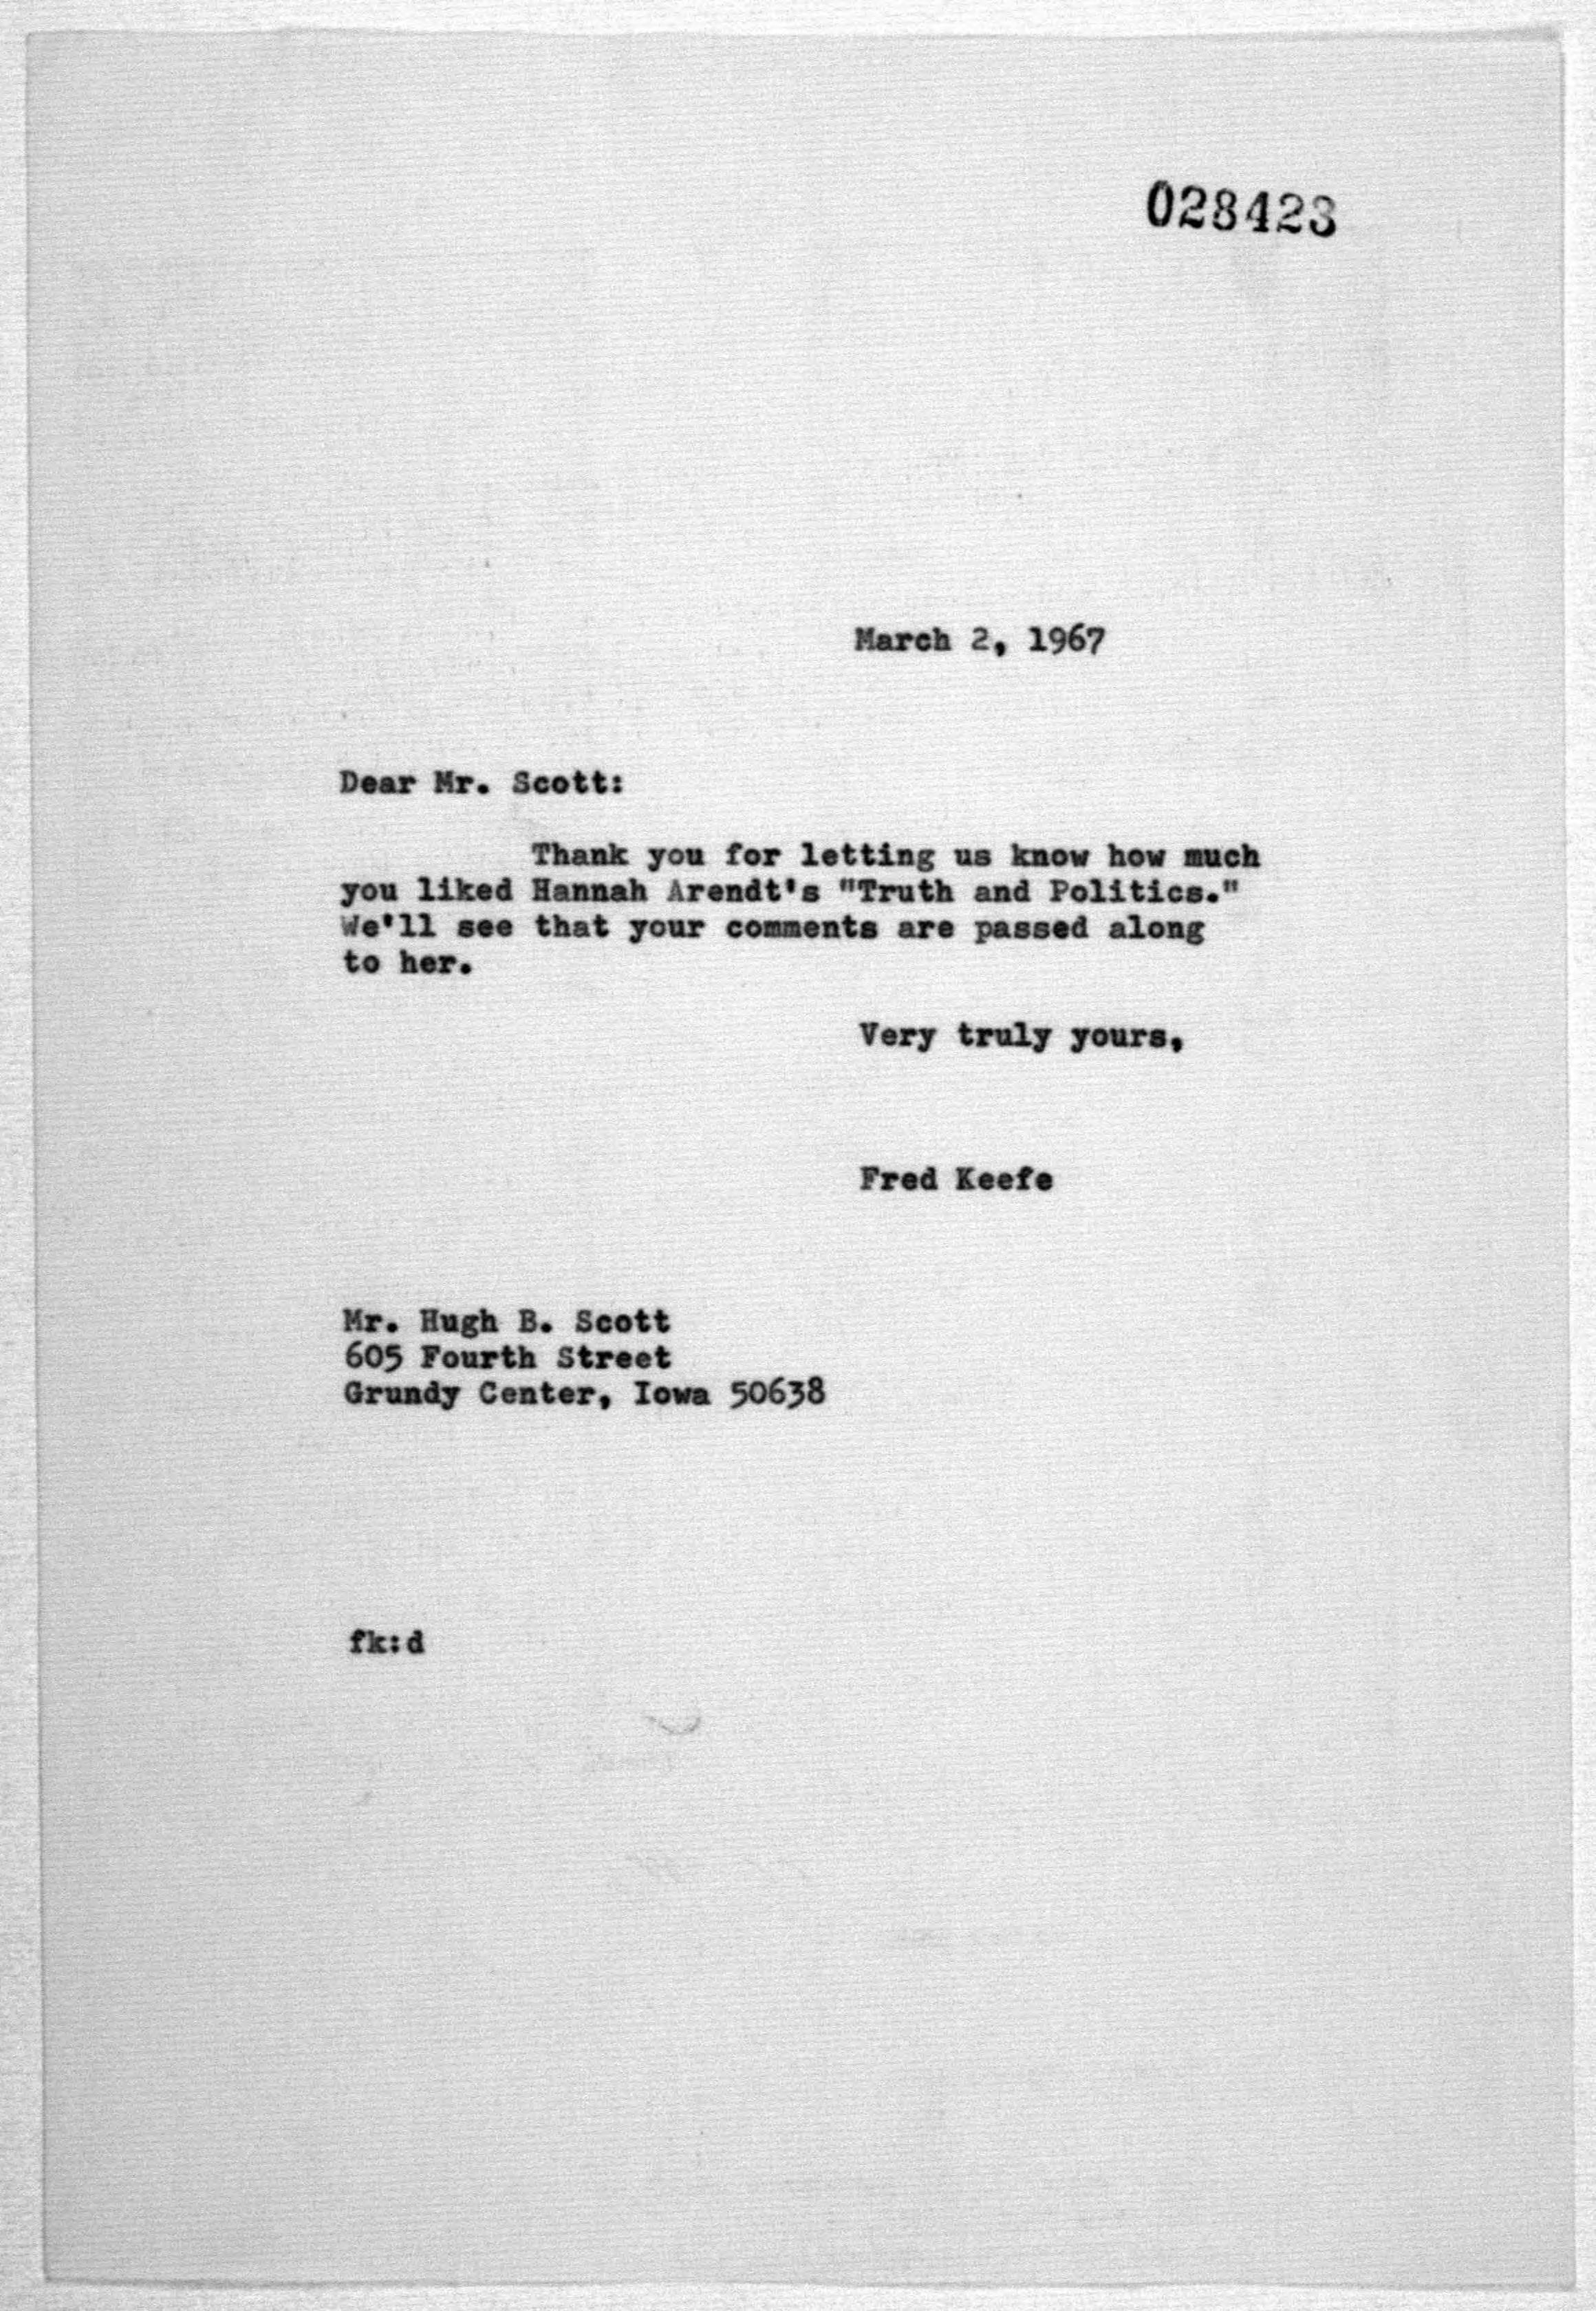 028423
March 2, 1967
Dear Mr. Scott:
Thank you for letting us know how much
you liked Hannah Arendt's "Truth and Politics."
We'll see that your comments are passed along
to her.
Very truly yours,
Fred Keefe
Mr. Hugh B. Scott
605 Fourth Street
Grundy Center, Iowa 50638
fk:d